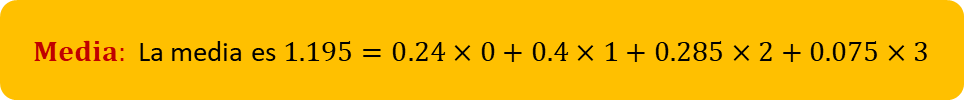 Media: La media es 1.195 = 0.24 × 0 + 0.4 × 1 + 0.285 × 2 + 0.075 × 3